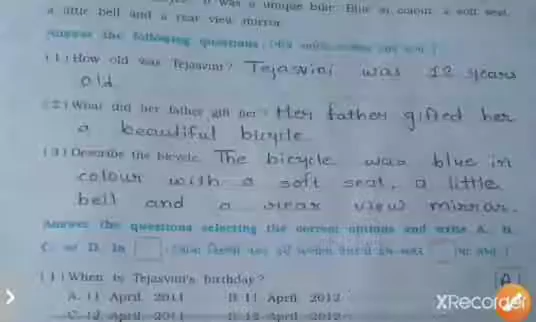 It was a unique bike. Blue in colour, a soft seat,
a little bell and a rear view mirror.
Answer the following questions.
(1) How old was Tejasvini? Tejasvini was 12 years
old.
(2) What did her father gift her? Her father gifted her
a beautiful bicycle.
(3) Describe the bicycle. The bicycle was blue in
colour with a soft seat, a little
bell and a rear view mirror.
Answer the questions selecting the correct options and write A, B,
C or D. in
(1) When is Tejasvini's birthday? A
A. 11 April, 2011 B. 11 April 2012
C. 12 April, 2011 D. 12 April 2012
XRecorder